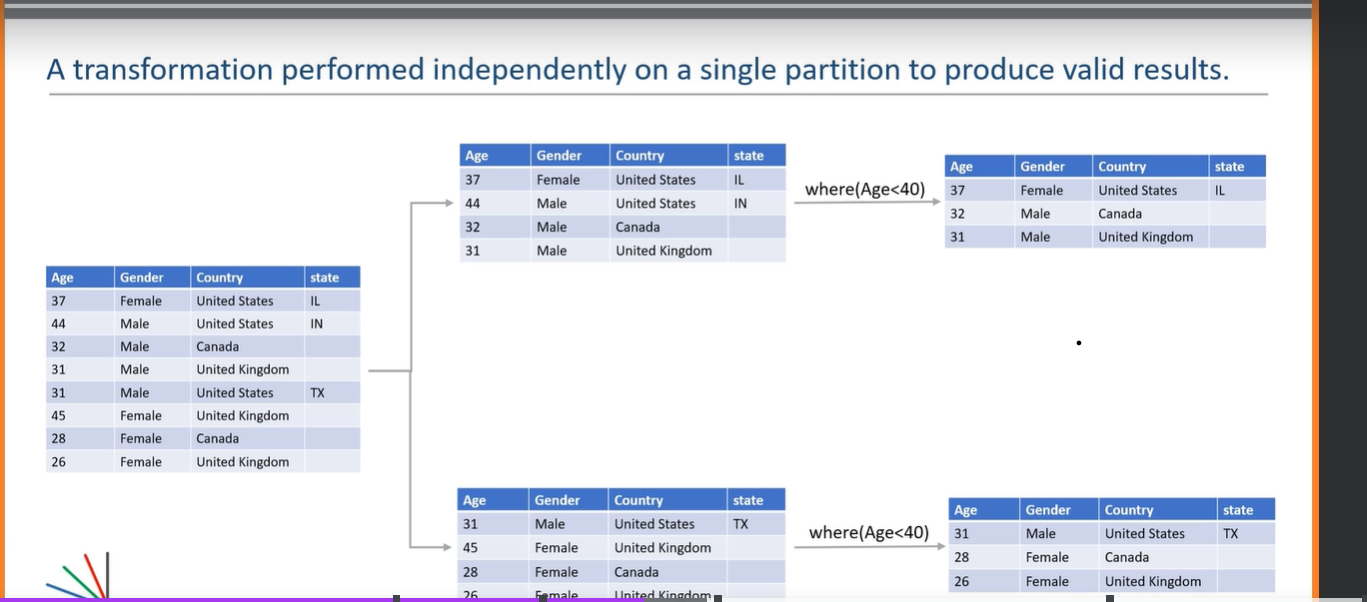 A transformation performed independently on a single partition to produce valid results.
Age Gender Country state
37 Female United States IL
44 Male United States IN
32 Male Canada
31 Male United Kingdom
31 Male United States TX
45 Female United Kingdom
28 Female Canada
26 Female United Kingdom
Age Gender Country state
37 Female United States IL
44 Male United States IN
32 Male Canada
31 Male United Kingdom
where(Age<40)
Age Gender Country state
37 Female United States IL
32 Male Canada
31 Male United Kingdom
Age Gender Country state
31 Male United States TX
45 Female United Kingdom
28 Female Canada
26 Female United Kingdom
where(Age<40)
Age Gender Country state
31 Male United States TX
28 Female Canada
26 Female United Kingdom